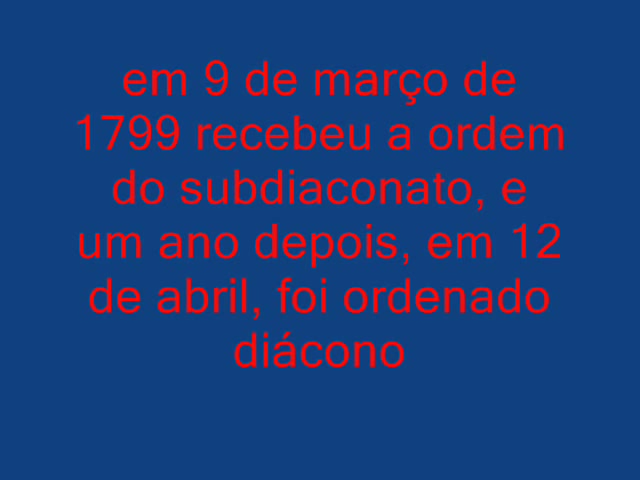 em 9 de março de
1799 recebeu a ordem
do subdiaconato, e
um ano depois, em 12
de abril, foi ordenado
diácono